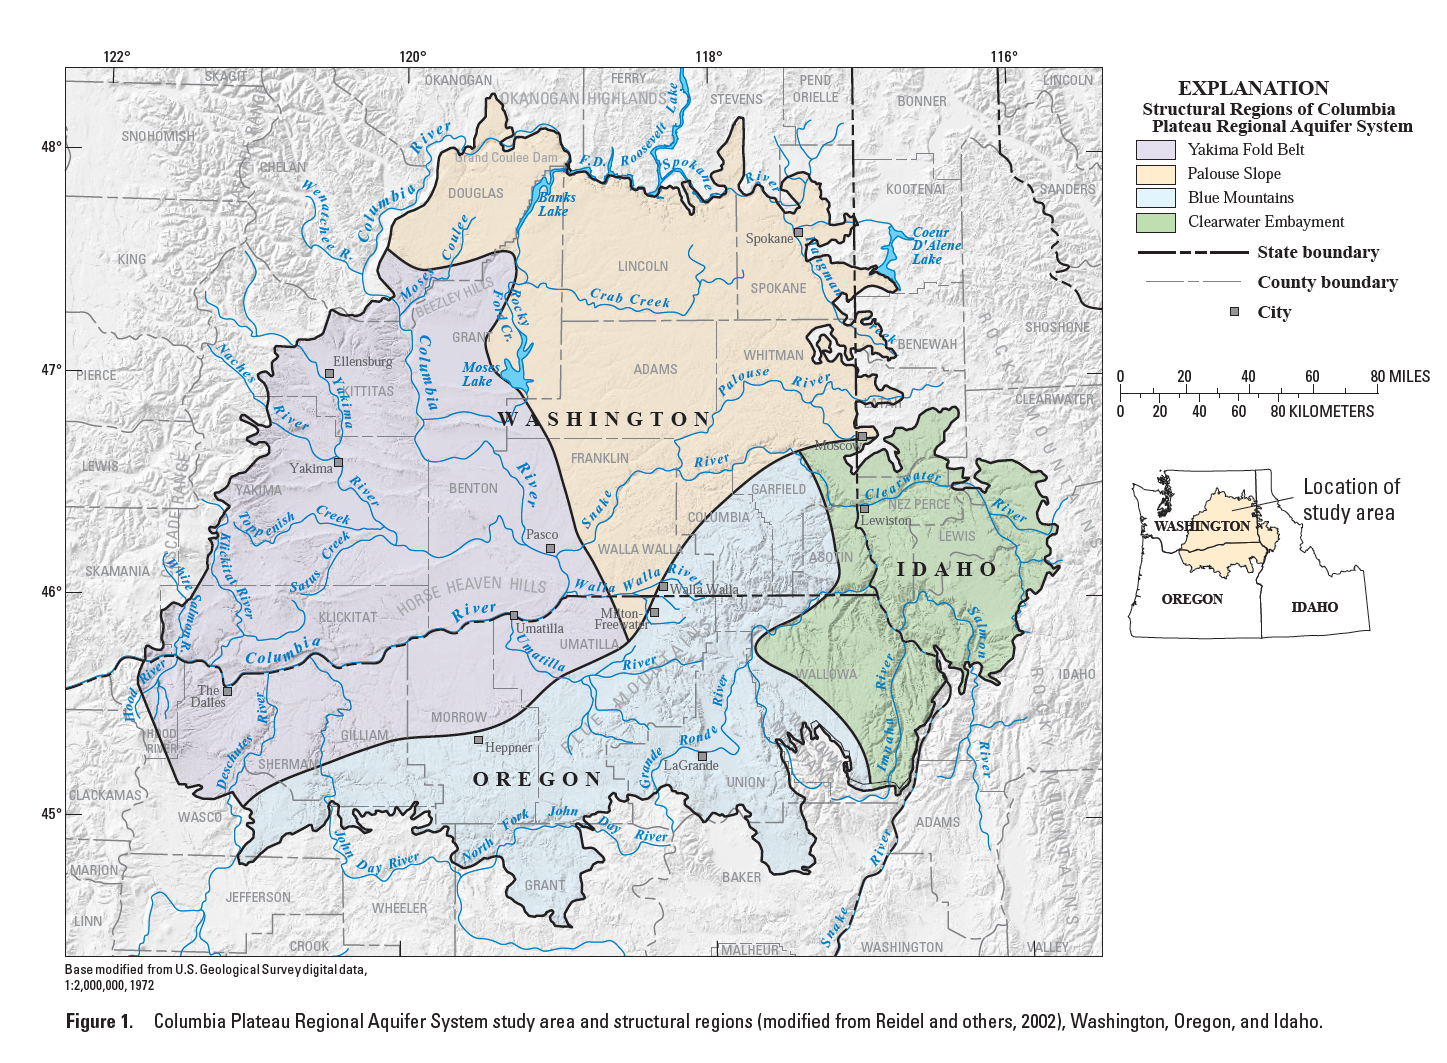 122°
120°
118°
116°
48°
47°
46°
45°
SKAGIT
OKANOGAN
FERRY
PEND
ORIELLE
STEVENS
BONNER
LINCOLN
OKANOGAN HIGHLANDS
SNOHOMISH
CHELAN
CASCADE RANGE
River
Columbia
Wenatchee R.
Grand Coulee Dam
DOUGLAS
F.D. Roosevelt Lake
Spokane River
Banks
Lake
KOOTENAI
SANDERS
Spokane
Coeur
D'Alene
Lake
Hangman Creek
KING
Moses Coulee
BEEZLEY HILLS
LINCOLN
Crab Creek
SPOKANE
Rocky
Ford Cr.
GRANT
SHOSHONE
BENEWAH
ROCKY MOUNTAINS
PIERCE
Naches River
Ellensburg
KITTITAS
Yakima River
Columbia River
Moses
Lake
ADAMS
WHITMAN
Palouse River
CLEARWATER
LATAH
WASHINGTON
Moscow
LEWIS
Yakima
YAKIMA
FRANKLIN
Snake River
GARFIELD
Clearwater River
BENTON
COLUMBIA
NEZ PERCE
Lewiston
LEWIS
Toppenish Creek
Satus Creek
Pasco
WALLA WALLA
ASOTIN
IDAHO
SKAMANIA
White Salmon R.
Klickitat River
HORSE HEAVEN HILLS
Walla Walla River
Walla Walla
KLICKITAT
Columbia River
Umatilla
Milton-
Freewater
UMATILLA
Umatilla River
Salmon River
BLUE MOUNTAINS
WALLOWA
IDAHO
Hood River
The
Dalles
Deschutes River
HOOD
RIVER
MORROW
GILLIAM
SHERMAN
Heppner
Grande Ronde River
LaGrande
Imnaha River
OREGON
UNION
CLACKAMAS
WASCO
John Day River
North Fork John Day River
ADAMS
MARION
JEFFERSON
WHEELER
GRANT
BAKER
Snake River
LINN
CROOK
MALHEUR
WASHINGTON
VALLEY
EXPLANATION
Structural Regions of Columbia
Plateau Regional Aquifer System
Yakima Fold Belt
Palouse Slope
Blue Mountains
Clearwater Embayment
State boundary
County boundary
City
0 20 40 60 80 MILES
0 20 40 60 80 KILOMETERS
Location of
study area
WASHINGTON
OREGON
IDAHO
Base modified from U.S. Geological Survey digital data,
1:2,000,000, 1972
Figure 1. Columbia Plateau Regional Aquifer System study area and structural regions (modified from Reidel and others, 2002), Washington, Oregon, and Idaho.